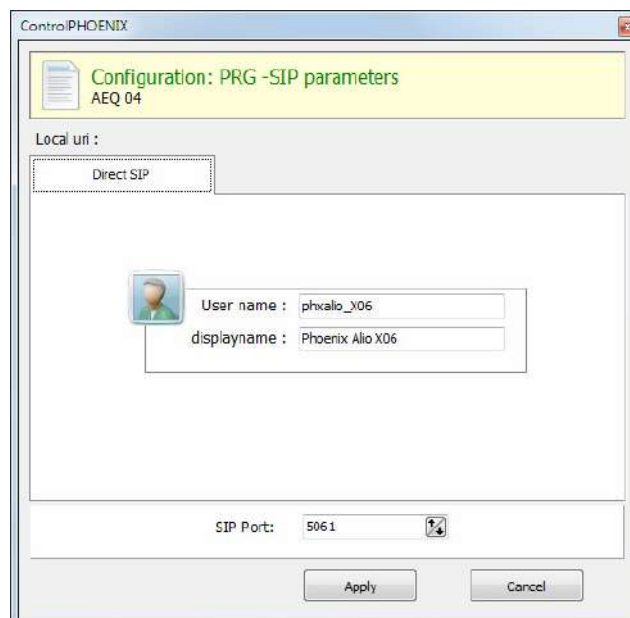 ControlPHOENIX
Configuration: PRG -SIP parameters
AEQ 04
Local uri :
Direct SIP
User name : phxalio_X06
displayname : Phoenix Alio X06
SIP Port: 5061
Apply Cancel